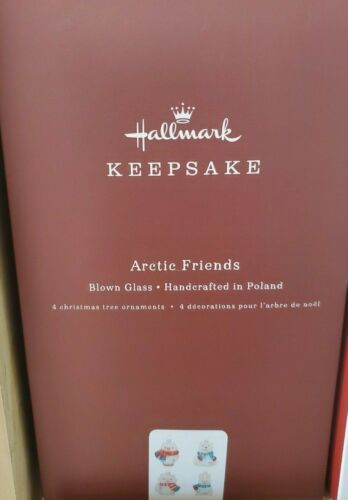 Hallmark
KEEPSAKE
Arctic Friends
Blown Glass • Handcrafted in Poland
4 christmas tree ornaments • 4 décorations pour l'arbre de noël